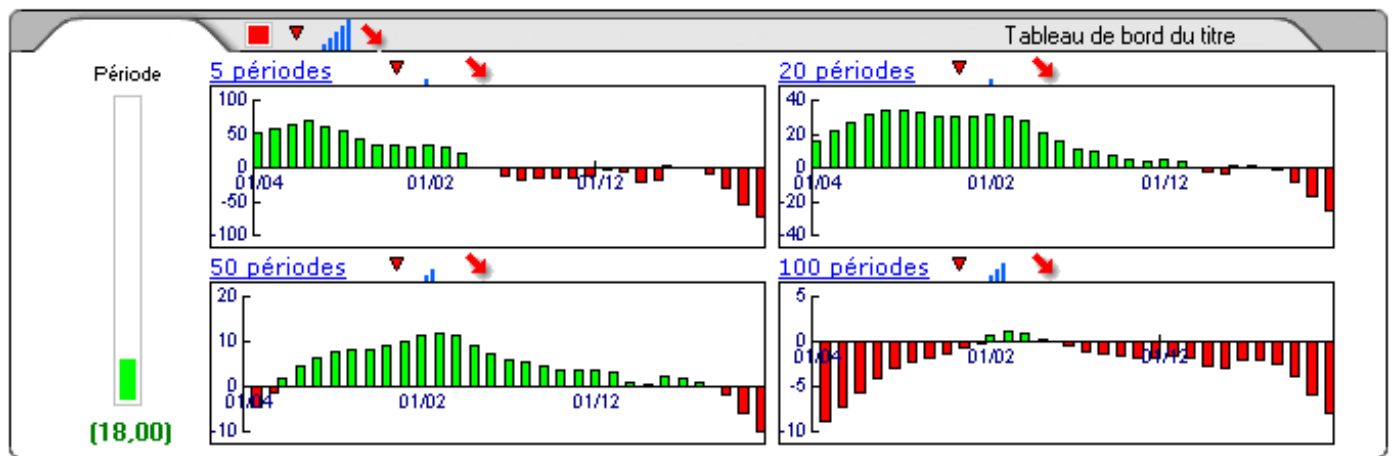 Tableau de bord du titre
Période
(18,00)
5 périodes
100
50
0
-50
-100
01/04 01/02 01/12
20 périodes
40
20
0
-20
-40
01/04 01/02 01/12
50 périodes
20
10
0
-10
01/04 01/02 01/12
100 périodes
5
0
-5
-10
01/04 01/02 01/12